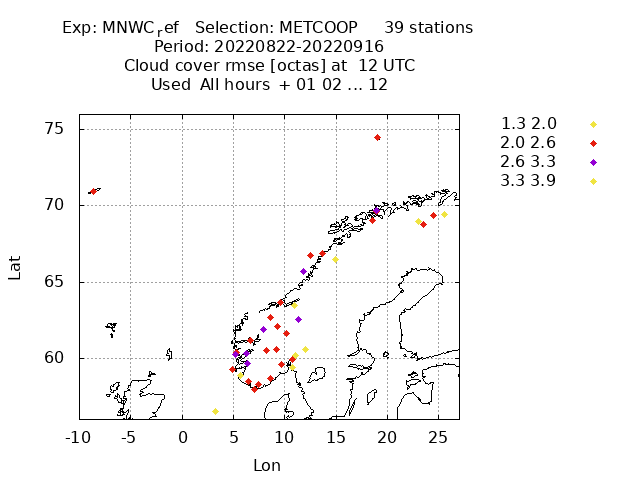 Exp: MNWC_ref   Selection: METCOOP     39 stations
Period: 20220822-20220916
Cloud cover rmse [octas] at  12 UTC
Used  All hours  + 01 02 ... 12
1.3 2.0
2.0 2.6
2.6 3.3
3.3 3.9
75
70
65
60
Lat
-10 -5 0 5 10 15 20 25
Lon